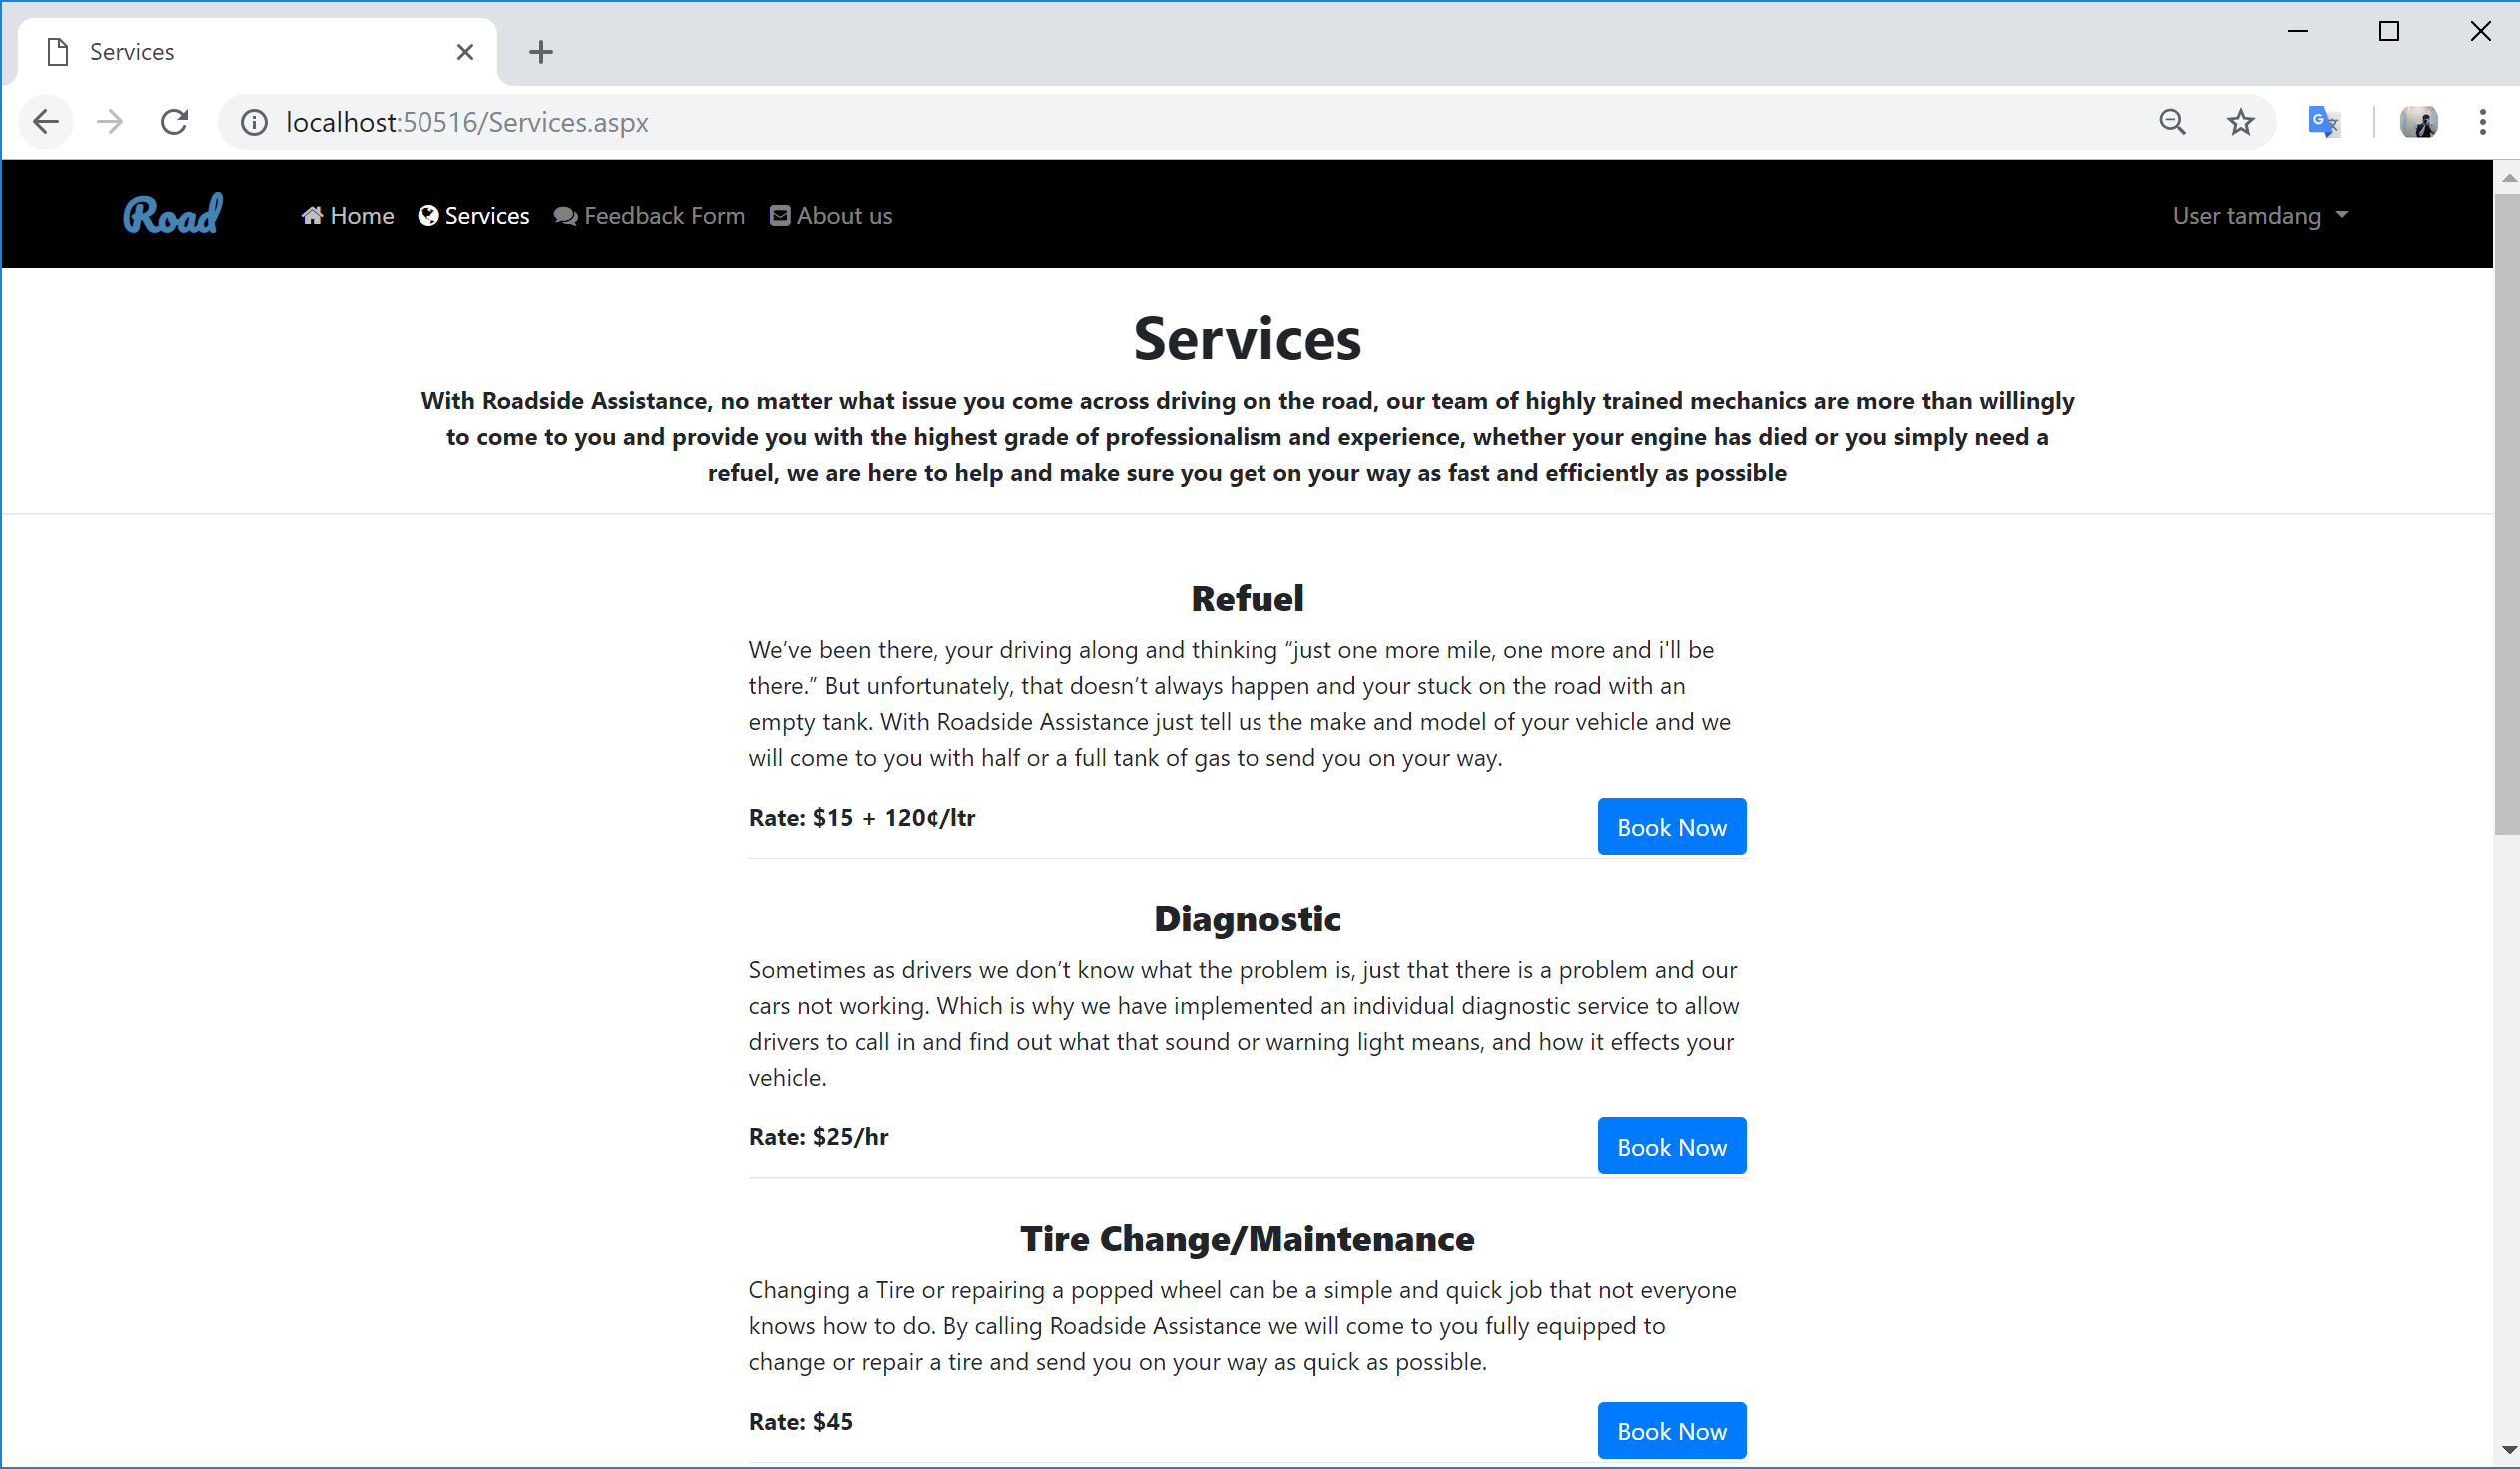 Services
localhost:50516/Services.aspx
Road
Home
Services
Feedback Form
About us
User tamdang
Services
With Roadside Assistance, no matter what issue you come across driving on the road, our team of highly trained mechanics are more than willingly
to come to you and provide you with the highest grade of professionalism and experience, whether your engine has died or you simply need a
refuel, we are here to help and make sure you get on your way as fast and efficiently as possible
Refuel
We’ve been there, your driving along and thinking “just one more mile, one more and i'll be
there.” But unfortunately, that doesn’t always happen and your stuck on the road with an
empty tank. With Roadside Assistance just tell us the make and model of your vehicle and we
will come to you with half or a full tank of gas to send you on your way.
Rate: $15 + 120¢/ltr
Book Now
Diagnostic
Sometimes as drivers we don’t know what the problem is, just that there is a problem and our
cars not working. Which is why we have implemented an individual diagnostic service to allow
drivers to call in and find out what that sound or warning light means, and how it effects your
vehicle.
Rate: $25/hr
Book Now
Tire Change/Maintenance
Changing a Tire or repairing a popped wheel can be a simple and quick job that not everyone
knows how to do. By calling Roadside Assistance we will come to you fully equipped to
change or repair a tire and send you on your way as quick as possible.
Rate: $45
Book Now